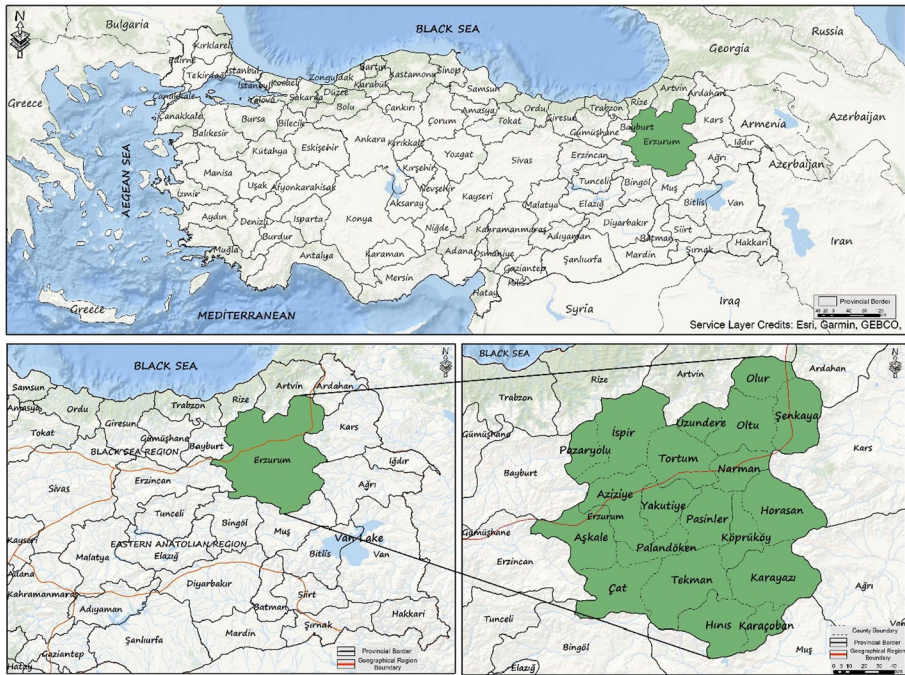 BLACK SEA
Bulgaria
Russia
Georgia
Kırklareli
Edirne
Tekirdağ
İstanbul
İstanbul
Kocaeli
Yalova
Sakarya
Zonguldak
Düzce
Bartın
Karabük
Bolu
Kastamonu
Sinop
Çankırı
Samsun
Amasya
Çorum
Tokat
Ordu
Giresun
Trabzon
Rize
Artvin
Ardahan
Gümüşhane
Bayburt
Kars
Armenia
Azerbaijan
Greece
Çanakkale
Çanakkale
Balıkesir
Bursa
Bilecik
Kütahya
Eskişehir
Ankara
Kırıkkale
Yozgat
Sivas
Erzincan
Erzurum
Iğdır
Ağrı
Azerbaijan
AEGEAN SEA
Manisa
İzmir
Uşak
Afyonkarahisar
Kırşehir
Nevşehir
Aksaray
Kayseri
Malatya
Tunceli
Elazığ
Bingöl
Muş
Bitlis
Van
Aydın
Denizli
Isparta
Burdur
Konya
Niğde
Kahramanmaraş
Adıyaman
Diyarbakır
Batman
Siirt
Hakkari
Iran
Muğla
Antalya
Karaman
Mersin
Adana
Osmaniye
Gaziantep
Kilis
Hatay
Şanlıurfa
Mardin
Şırnak
Greece
MEDİTERRANEAN
Syria
Iraq
N
Provincial Border
Service Layer Credits: Esri, Garmin, GEBCO,
BLACK SEA
N
Samsun
Amasya
Ordu
Tokat
Giresun
Trabzon
Gümüşhane
Rize
Artvin
Ardahan
Bayburt
BLACK SEA REGION
Kars
Erzurum
Iğdır
Sivas
Erzincan
Ağrı
Tunceli
Bingöl
Muş
Kayseri
EASTERN ANATOLIAN REGION
Van Lake
Malatya
Elazığ
Bitlis
Van
Adana
Kahramanmaraş
Diyarbakır
Adıyaman
Batman
Siirt
Hakkari
Şırnak
Mardin
Şanlıurfa
Gaziantep
Hatay
Provincial Border
Geographical Region
Boundary
BLACK SEA
N
Rize
Artvin
Ardahan
Trabzon
Olur
Şenkaya
Gümüşhane
İspir
Uzundere
Oltu
Pazaryolu
Kars
Tortum
Narman
Bayburt
Aziziye
Yakutiye
Horasan
Erzurum
Pasinler
Gümüşhane
Aşkale
Köprüköy
Palandöken
Erzincan
Tekman
Karayazı
Çat
Ağrı
Tunceli
Hınıs
Karaçoban
Bingöl
Muş
Van
Elazığ
County Boundary
Provincial Border
Geographical Region
Boundary